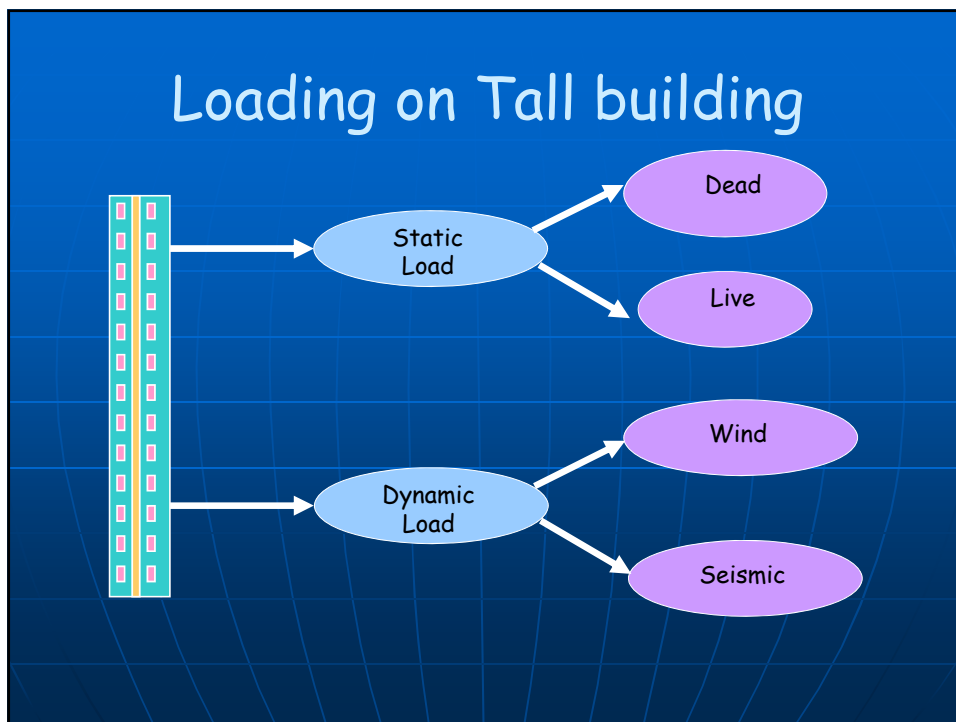 Loading on Tall building
Static
Load
Dead
Live
Dynamic
Load
Wind
Seismic